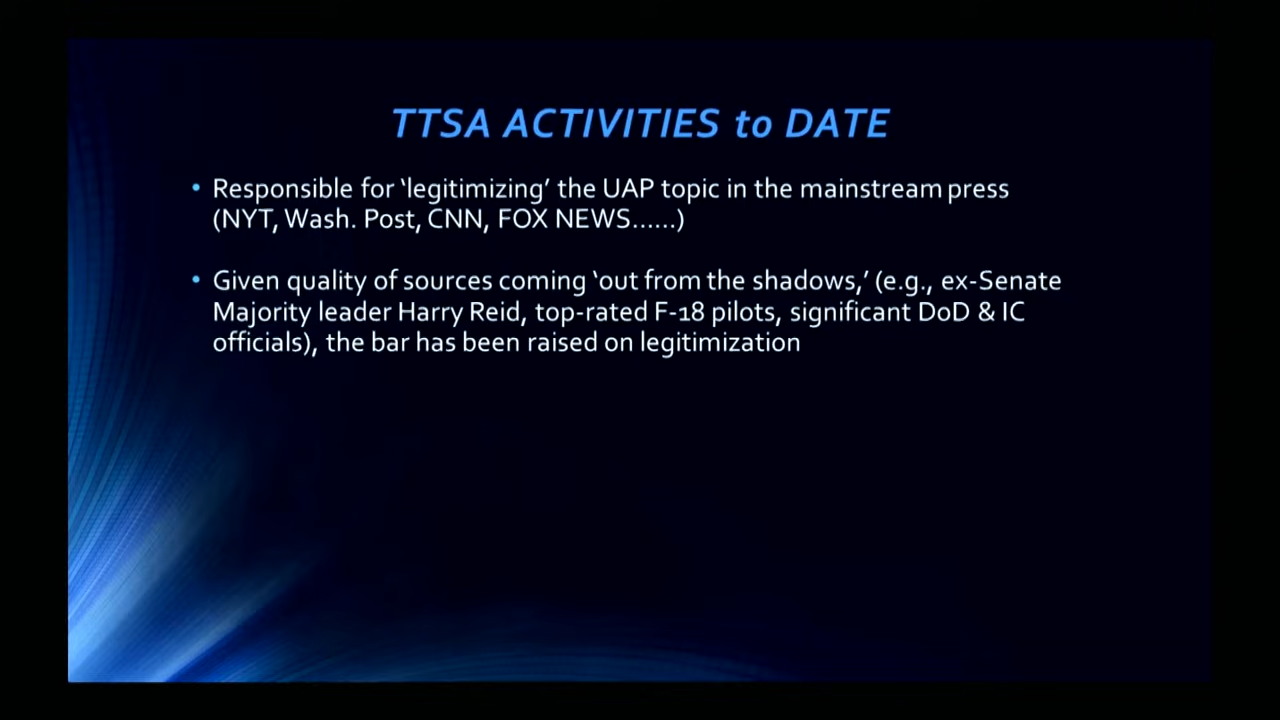 TTSA ACTIVITIES to DATE
• Responsible for ‘legitimizing’ the UAP topic in the mainstream press
(NYT, Wash. Post, CNN, FOX NEWS......)
• Given quality of sources coming ‘out from the shadows,’ (e.g., ex-Senate
Majority leader Harry Reid, top-rated F-18 pilots, significant DoD & IC
officials), the bar has been raised on legitimization